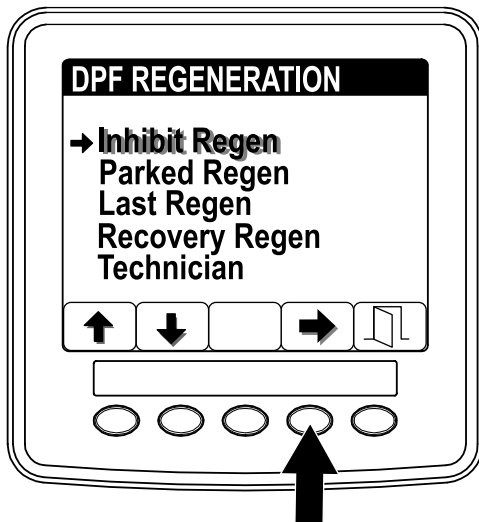 DPF REGENERATION
Inhibit Regen
Parked Regen
Last Regen
Recovery Regen
Technician